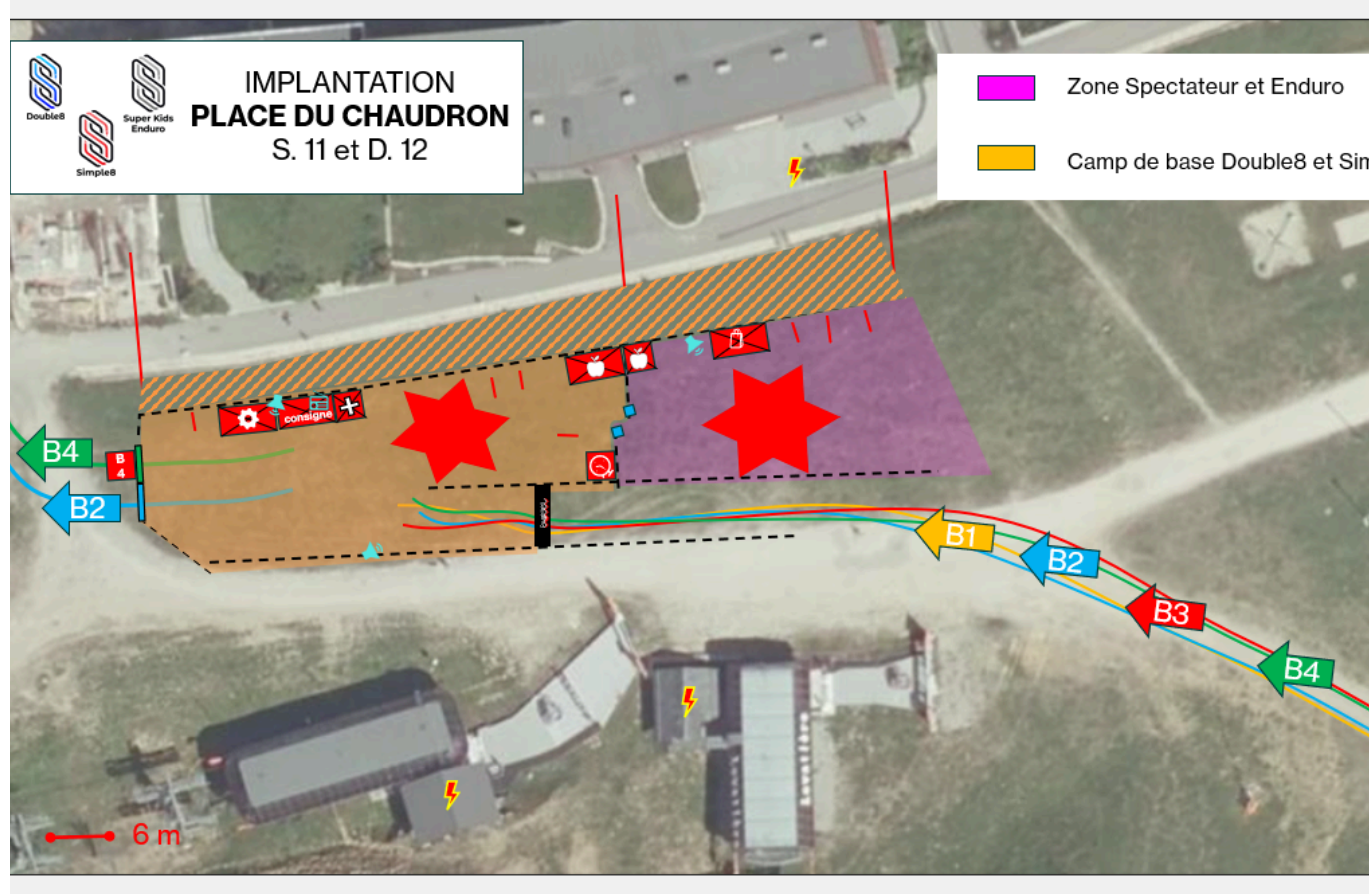 Double8
Super Kids
Enduro
Simple8
IMPLANTATION
PLACE DU CHAUDRON
S. 11 et D. 12
Zone Spectateur et Enduro
Camp de base Double8 et Sim
consigne
B4
B
4
B2
B1
B2
B3
B4
6 m